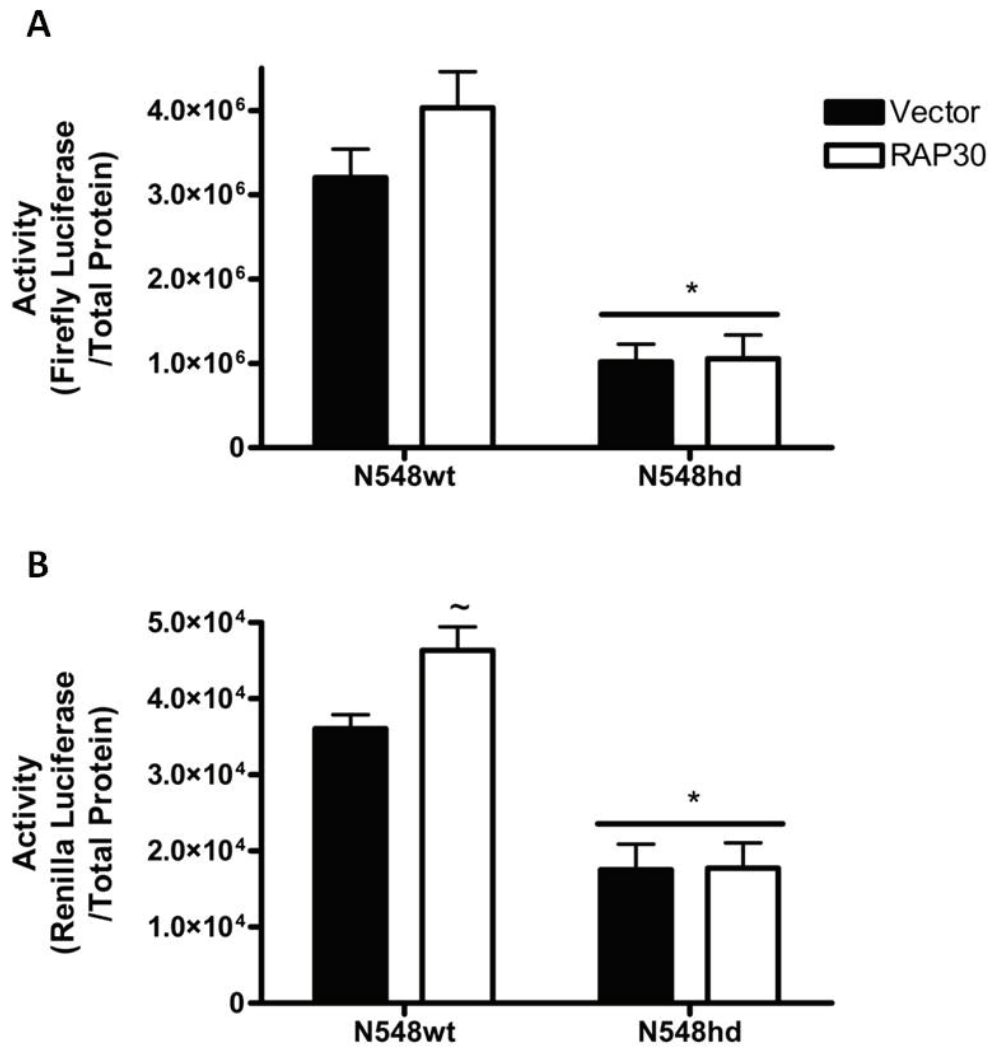 A
Activity
(Firefly Luciferase
/Total Protein)
4.0×10⁶
3.0×10⁶
2.0×10⁶
1.0×10⁶
0
*
N548wt
N548hd
Vector
RAP30
B
Activity
(Renilla Luciferase
/Total Protein)
5.0×10⁴
4.0×10⁴
3.0×10⁴
2.0×10⁴
1.0×10⁴
0
~
*
N548wt
N548hd